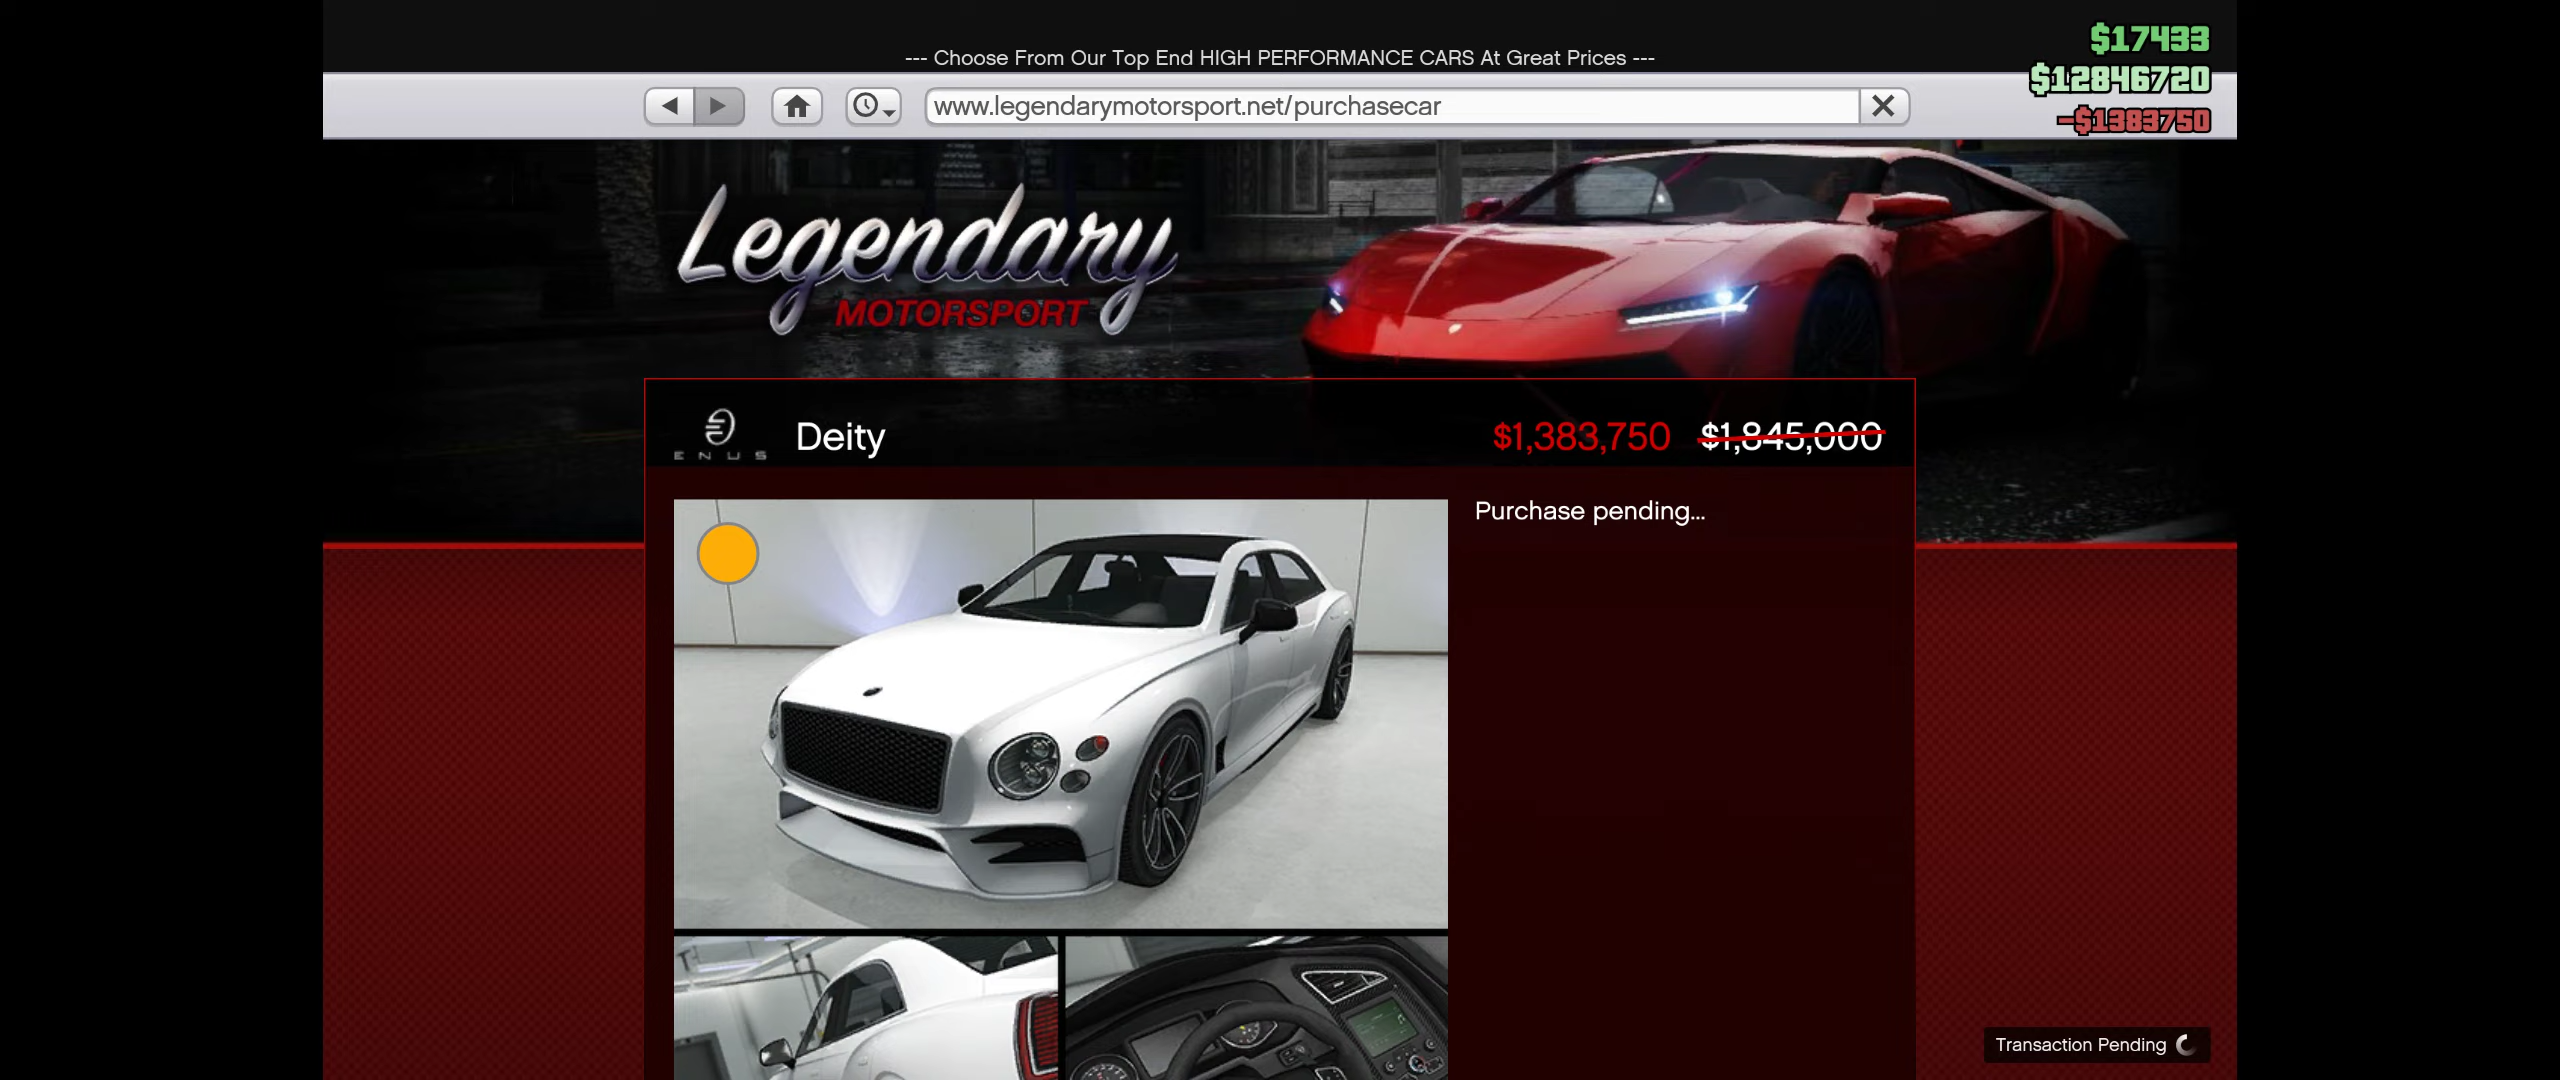 --- Choose From Our Top End HIGH PERFORMANCE CARS At Great Prices ---
$17433
$12846720
-$1383750
www.legendarymotorsport.net/purchasecar
Legendary
MOTORSPORT
ENUS
Deity
$1,383,750 $1,845,000
Purchase pending...
Transaction Pending